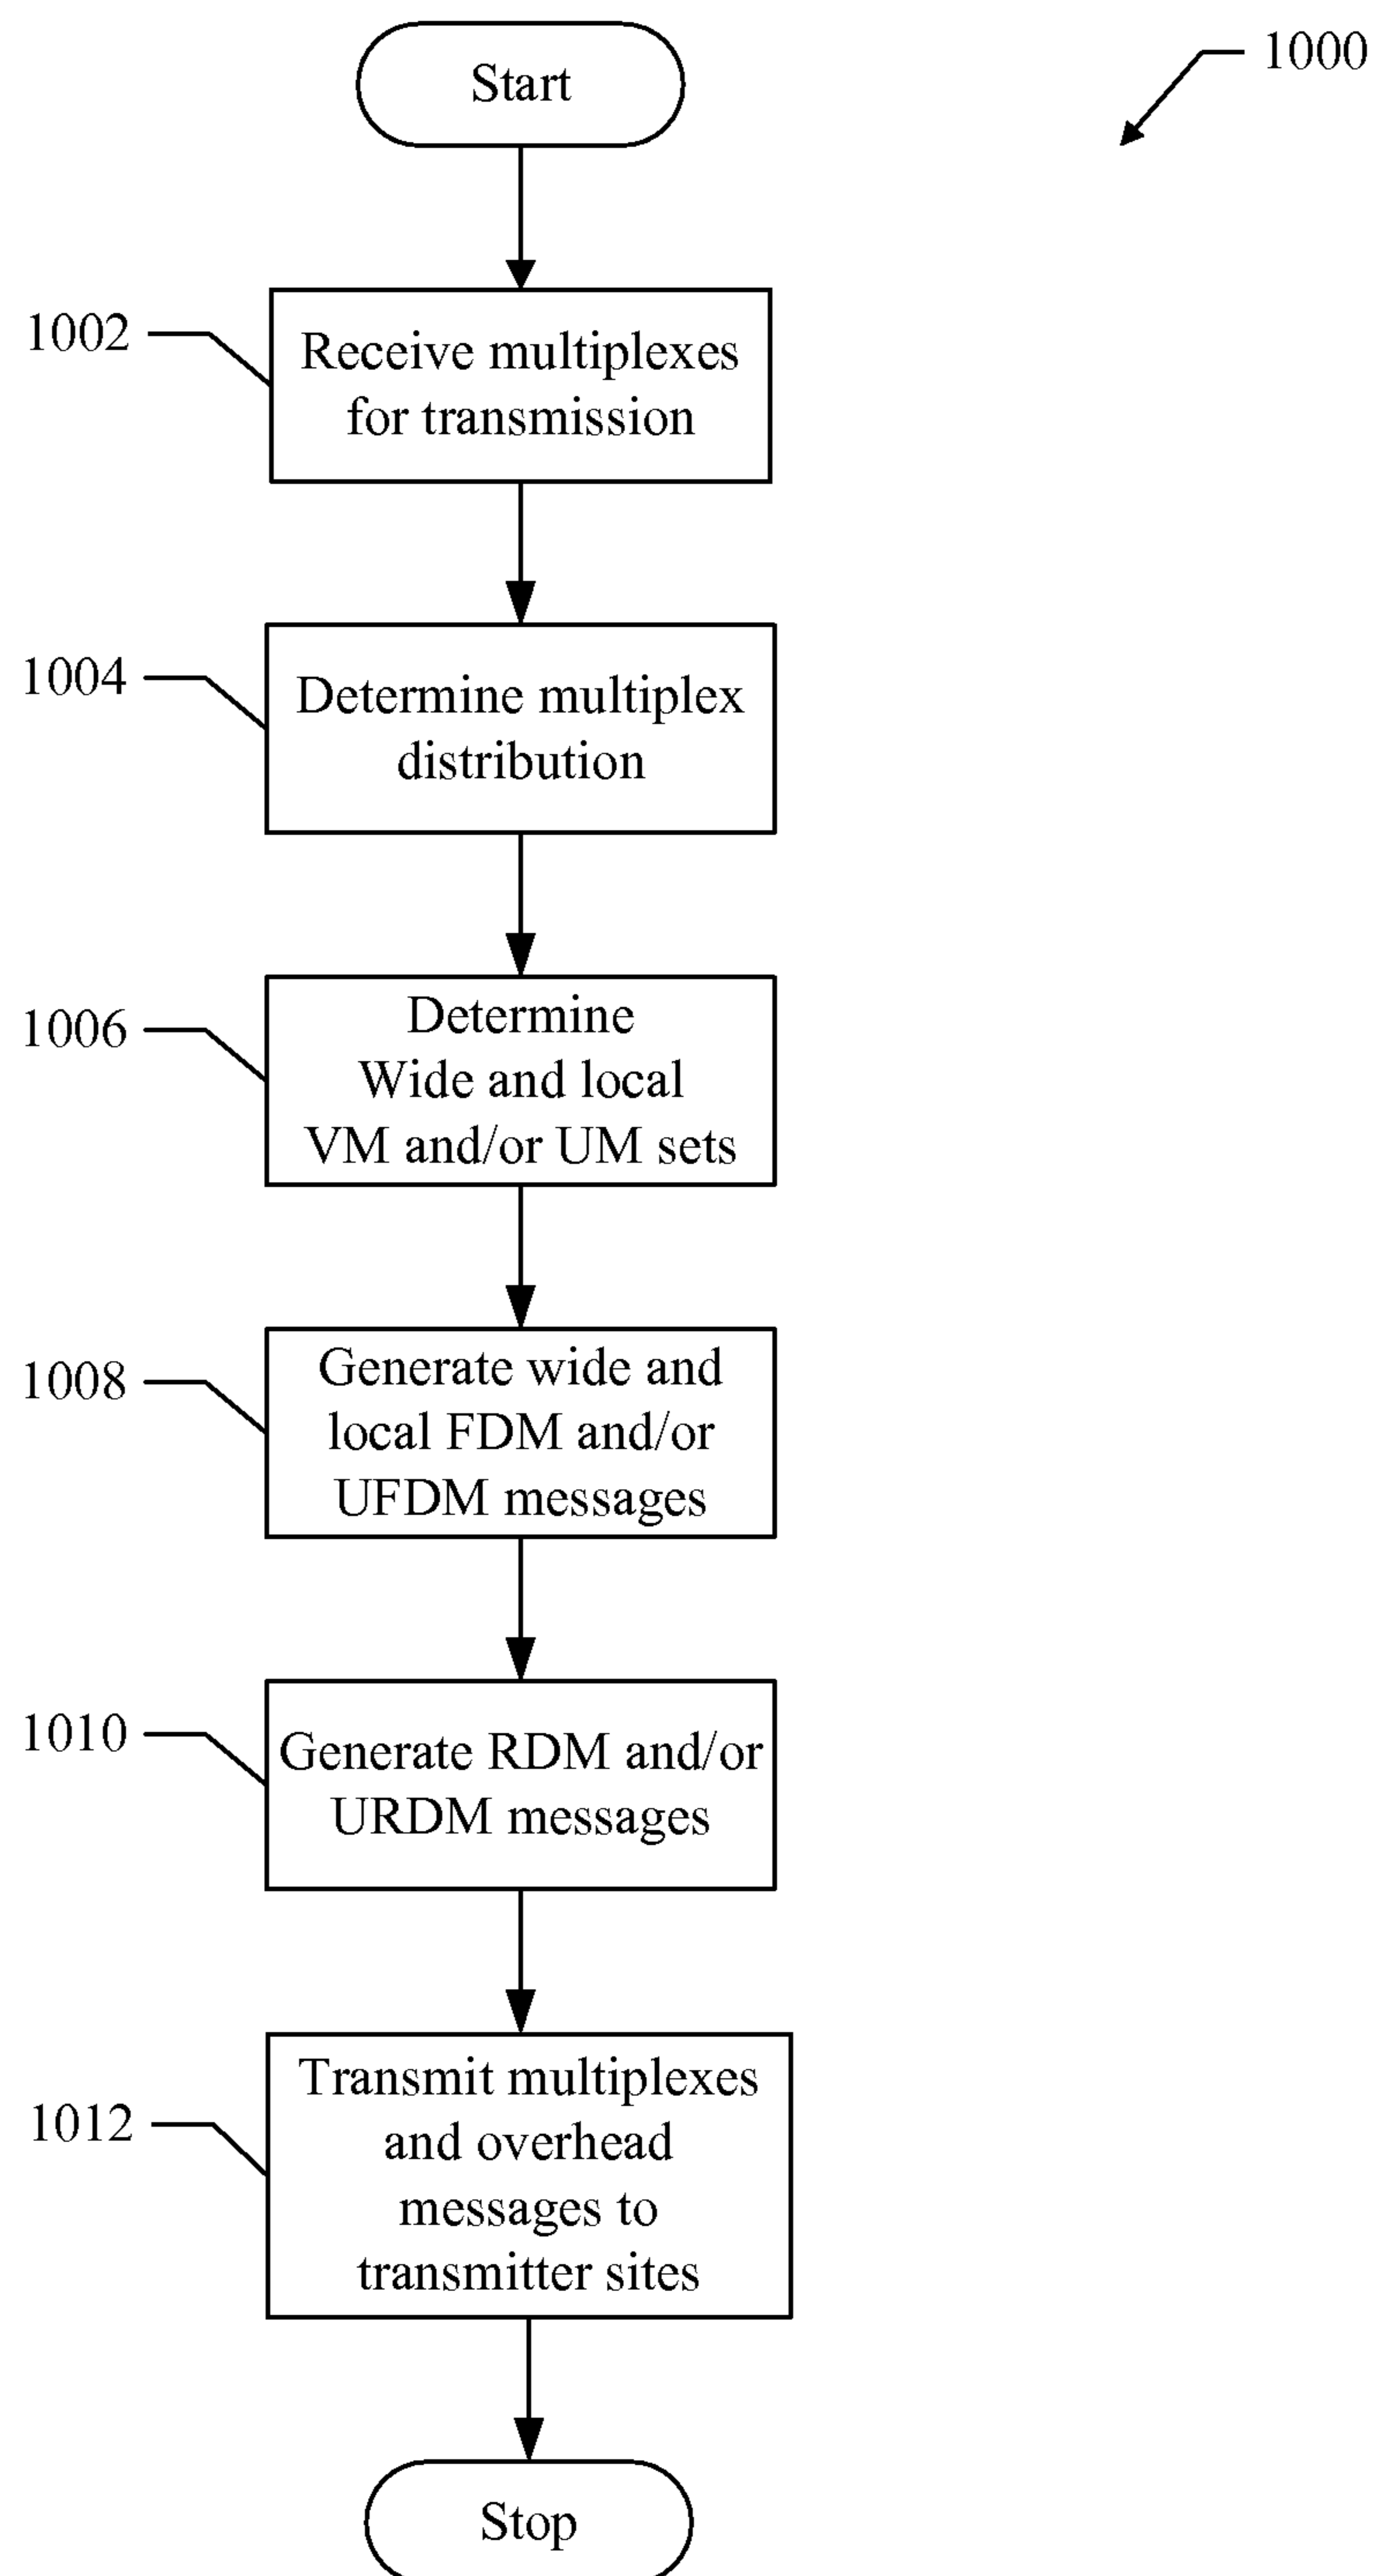 Start
1000
1002
Receive multiplexes
for transmission
1004
Determine multiplex
distribution
1006
Determine
Wide and local
VM and/or UM sets
1008
Generate wide and
local FDM and/or
UFDM messages
1010
Generate RDM and/or
URDM messages
1012
Transmit multiplexes
and overhead
messages to
transmitter sites
Stop